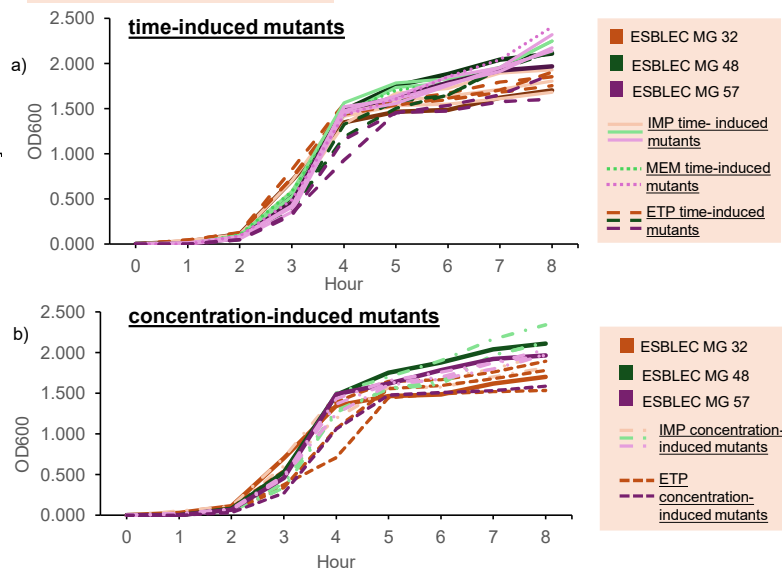 time-induced mutants
a)
OD600
2.500
2.000
1.500
1.000
0.500
0.000
0 1 2 3 4 5 6 7 8
Hour
ESBLEC MG 32
ESBLEC MG 48
ESBLEC MG 57
IMP time- induced
mutants
MEM time-induced
mutants
ETP time-induced
mutants
concentration-induced mutants
b)
OD600
2.500
2.000
1.500
1.000
0.500
0.000
0 1 2 3 4 5 6 7 8
Hour
ESBLEC MG 32
ESBLEC MG 48
ESBLEC MG 57
IMP concentration-
induced mutants
ETP
concentration-
induced mutants